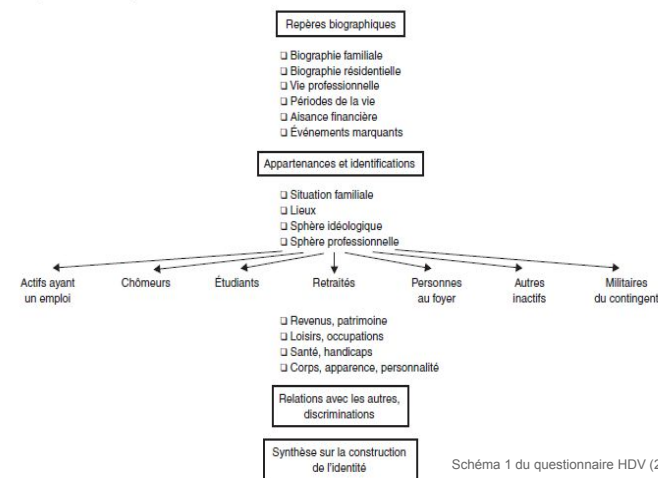 Repères biographiques
❑ Biographie familiale
❑ Biographie résidentielle
❑ Vie professionnelle
❑ Périodes de la vie
❑ Aisance financière
❑ Événements marquants
Appartenances et identifications
❑ Situation familiale
❑ Lieux
❑ Sphère idéologique
❑ Sphère professionnelle
Actifs ayant
un emploi
Chômeurs
Étudiants
Retraités
Personnes
au foyer
Autres
inactifs
Militaires
du contingent
❑ Revenus, patrimoine
❑ Loisirs, occupations
❑ Santé, handicaps
❑ Corps, apparence, personnalité
Relations avec les autres,
discriminations
Synthèse sur la construction
de l'identité
Schéma 1 du questionnaire HDV (2